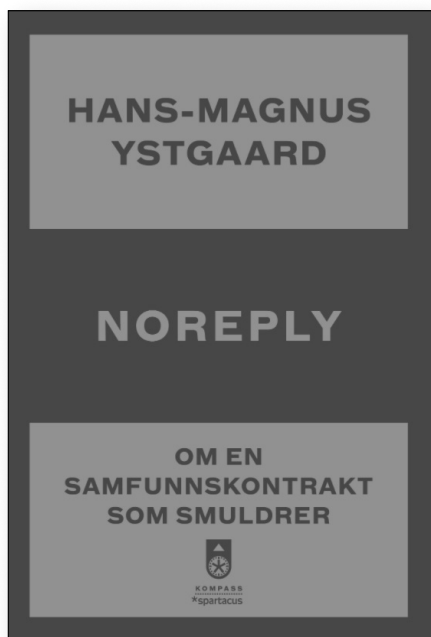 HANS-MAGNUS
YSTGAARD
NOREPLY
OM EN
SAMFUNNSKONTRAKT
SOM SMULDRER
KOMPASS
*spartacus